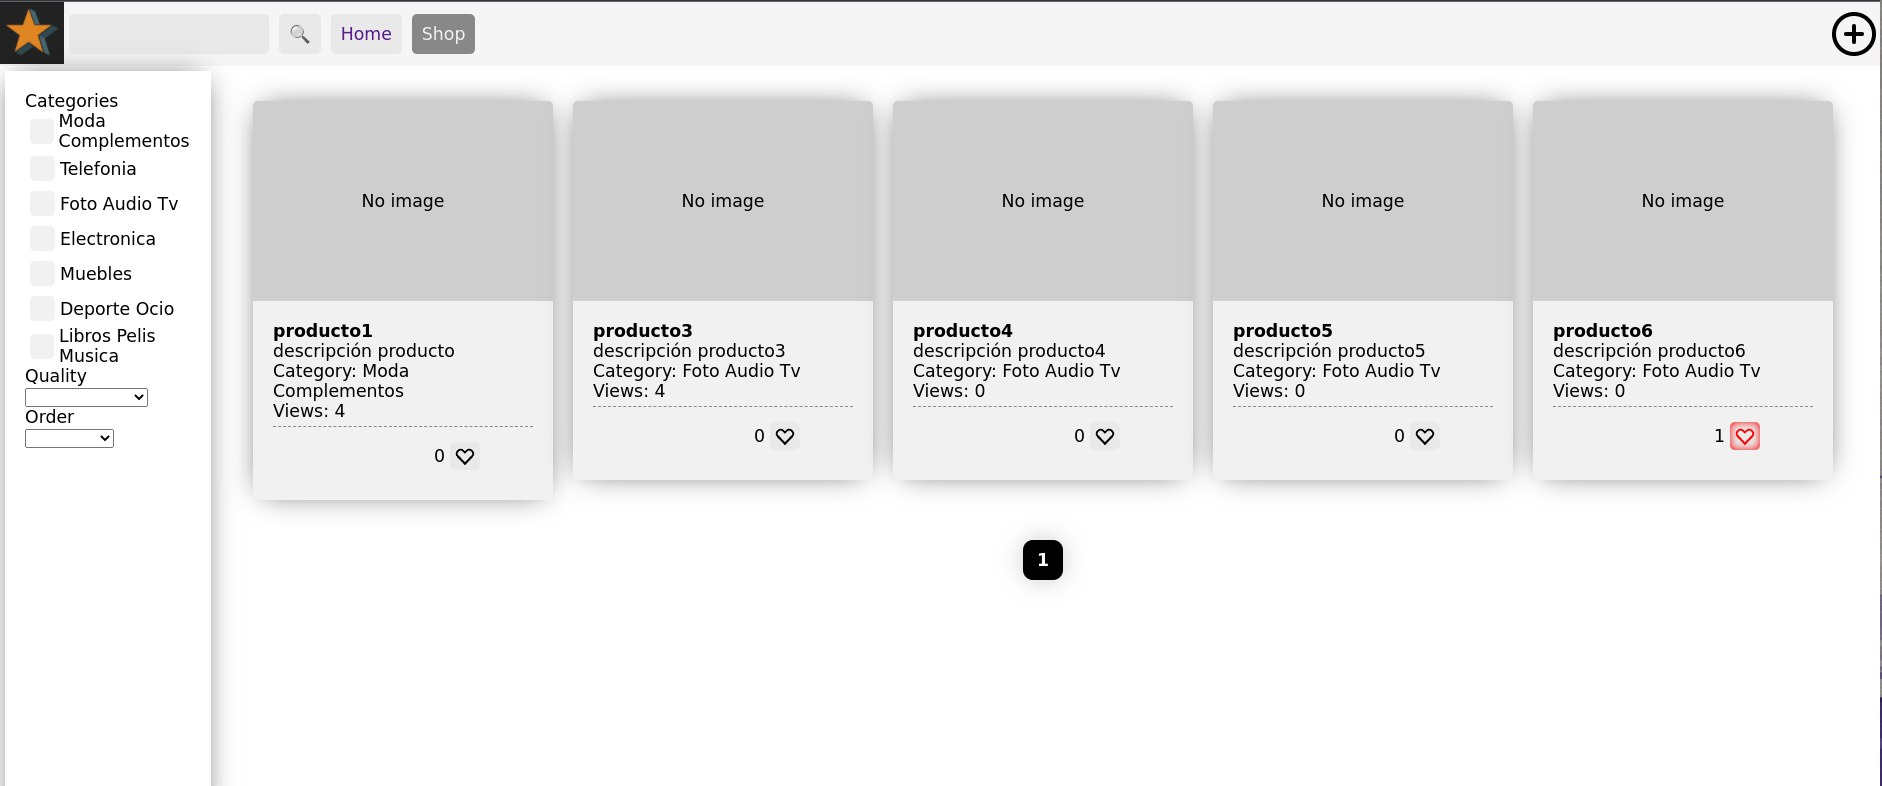 Home
Shop
Categories
Moda
Complementos
Telefonia
Foto Audio Tv
Electronica
Muebles
Deporte Ocio
Libros Pelis
Musica
Quality
Order
No image
producto1
descripción producto
Category: Moda
Complementos
Views: 4
0
No image
producto3
descripción producto3
Category: Foto Audio Tv
Views: 4
0
No image
producto4
descripción producto4
Category: Foto Audio Tv
Views: 0
0
No image
producto5
descripción producto5
Category: Foto Audio Tv
Views: 0
0
No image
producto6
descripción producto6
Category: Foto Audio Tv
Views: 0
1
1